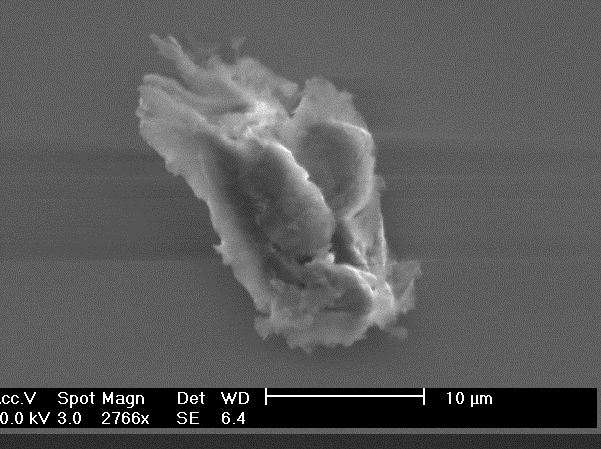 cc.V Spot Magn Det WD 10 µm
0.0 kV 3.0 2766x SE 6.4